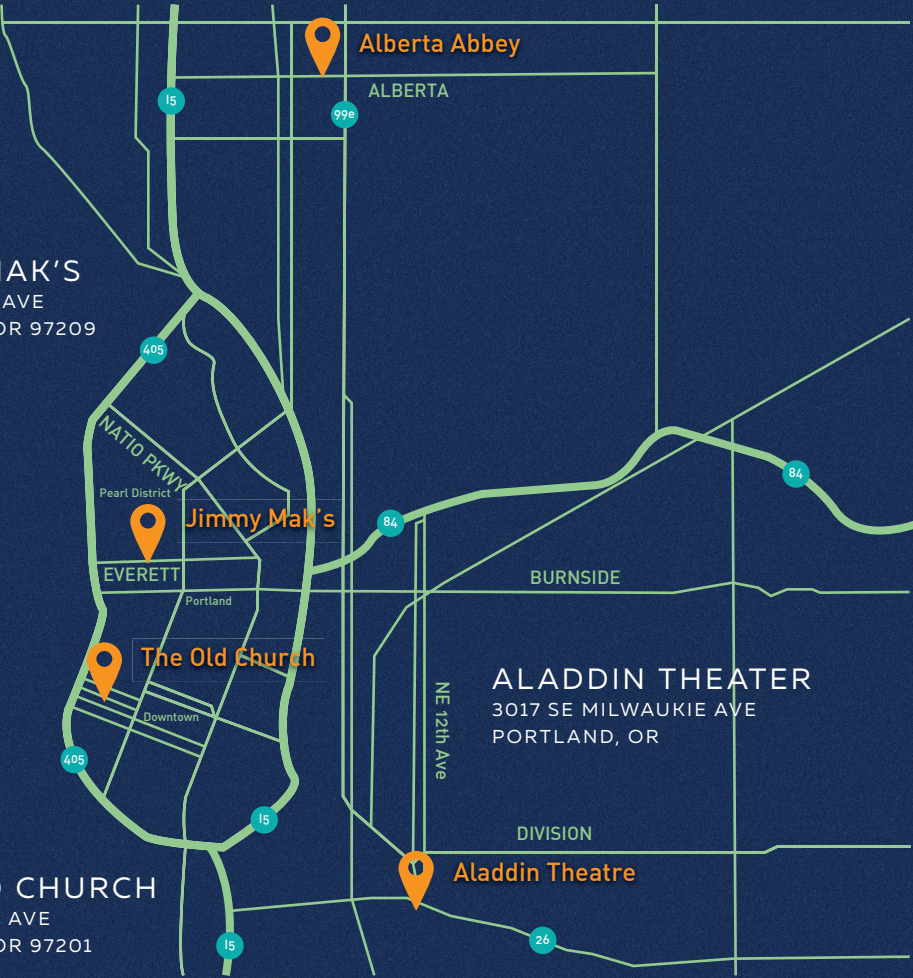 Alberta Abbey
ALBERTA
I5
99e
MAK'S
AVE
OR 97209
405
NATIO PKWY
Pearl District
Jimmy Mak's
84
84
EVERETT
BURNSIDE
Portland
The Old Church
Downtown
NE 12th Ave
ALADDIN THEATER
3017 SE MILWAUKIE AVE
PORTLAND, OR
405
I5
DIVISION
Aladdin Theatre
CHURCH
AVE
OR 97201
I5
26